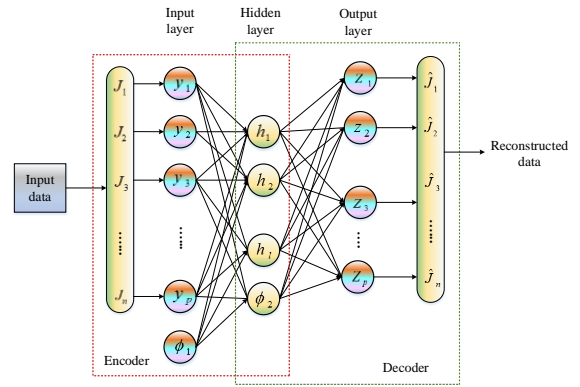 Input layer
Hidden layer
Output layer
Input data
J₁
J₂
J₃
......
Jₙ
y₁
y₂
y₃
......
yₚ
ϕ₁
h₁
h₂
hₗ
ϕ₂
z₁
z₂
z₃
...
zₚ
Ĵ₁
Ĵ₂
Ĵ₃
......
Ĵₙ
Reconstructed data
Encoder
Decoder